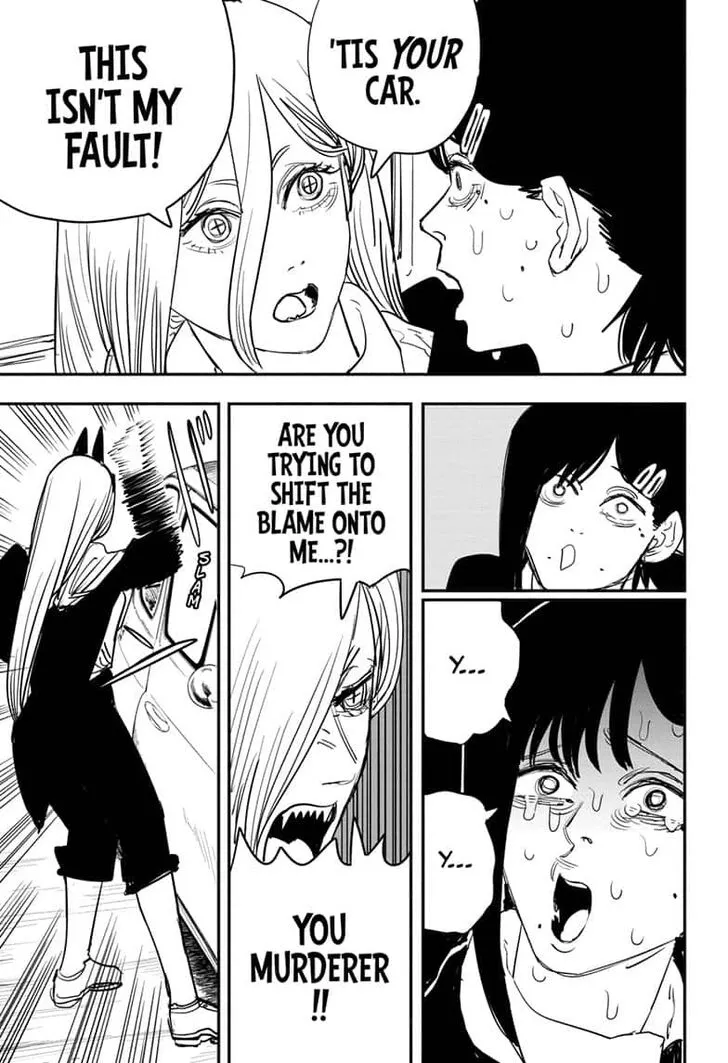 'TIS YOUR
CAR.
THIS
ISN'T MY
FAULT!
Y...
Y...
ARE YOU
TRYING TO
SHIFT THE
BLAME ONTO
ME...?!
YOU
MURDERER
!!
SLAM